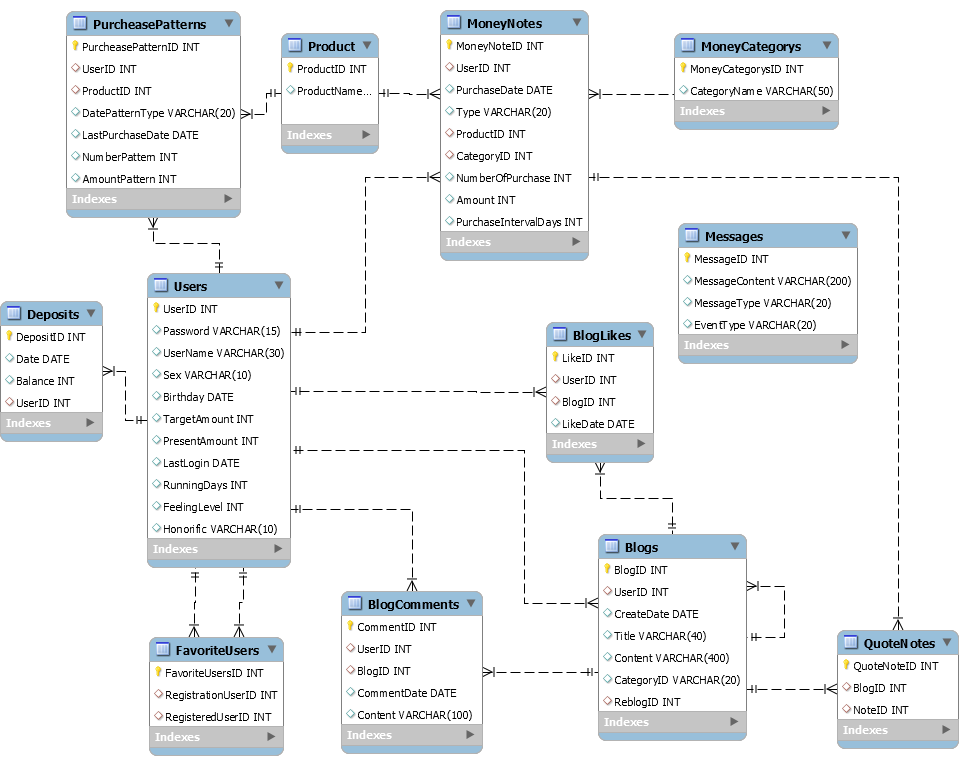 PurcheasePatterns
PurcheasePatternID INT
UserID INT
ProductID INT
DatePatternType VARCHAR(20)
LastPurchaseDate DATE
NumberPattern INT
AmountPattern INT
Indexes
Product
ProductID INT
ProductName...
Indexes
MoneyNotes
MoneyNoteID INT
UserID INT
PurchaseDate DATE
Type VARCHAR(20)
ProductID INT
CategoryID INT
NumberOfPurchase INT
Amount INT
PurchaseIntervalDays INT
Indexes
MoneyCategorys
MoneyCategorysID INT
CategoryName VARCHAR(50)
Indexes
Messages
MessageID INT
MessageContent VARCHAR(200)
MessageType VARCHAR(20)
EventType VARCHAR(20)
Indexes
Deposits
DepositID INT
Date DATE
Balance INT
UserID INT
Indexes
Users
UserID INT
Password VARCHAR(15)
UserName VARCHAR(30)
Sex VARCHAR(10)
Birthday DATE
TargetAmount INT
PresentAmount INT
LastLogin DATE
RunningDays INT
FeelingLevel INT
Honorific VARCHAR(10)
Indexes
BlogLikes
LikeID INT
UserID INT
BlogID INT
LikeDate DATE
Indexes
FavoriteUsers
FavoriteUsersID INT
RegistrationUserID INT
RegisteredUserID INT
Indexes
BlogComments
CommentID INT
UserID INT
BlogID INT
CommentDate DATE
Content VARCHAR(100)
Indexes
Blogs
BlogID INT
UserID INT
CreateDate DATE
Title VARCHAR(40)
Content VARCHAR(400)
CategoryID VARCHAR(20)
ReblogID INT
Indexes
QuoteNotes
QuoteNoteID INT
BlogID INT
NoteID INT
Indexes